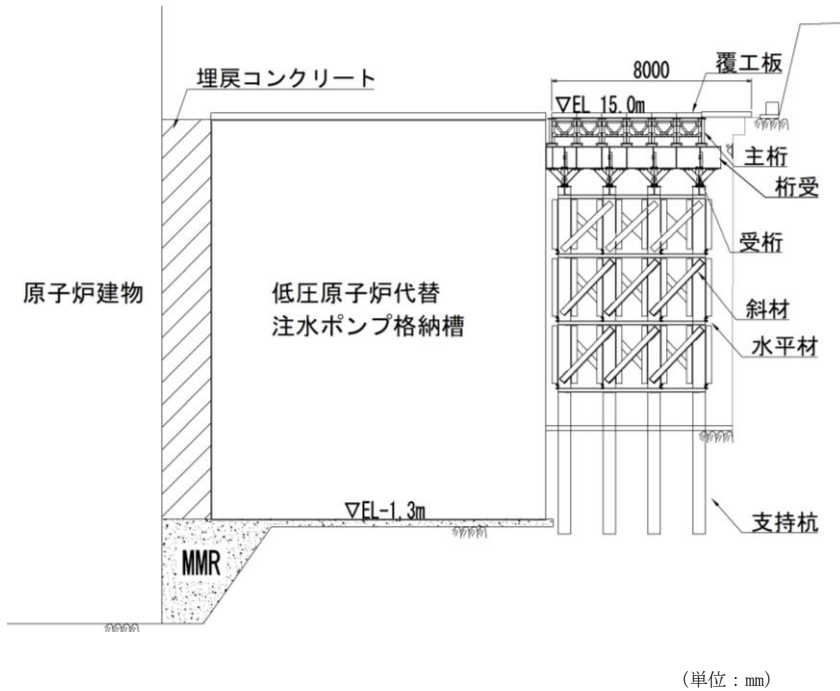 埋戻コンクリート
8000
覆工板
▽EL 15.0m
主桁
桁受
受桁
原子炉建物
低圧原子炉代替
注水ポンプ格納槽
斜材
水平材
▽EL-1.3m
支持杭
MMR
(単位:mm)